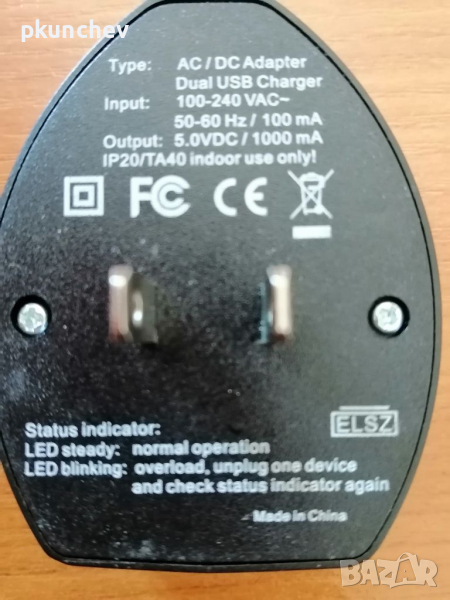 pkunchev
Type: AC / DC Adapter
Dual USB Charger
Input: 100-240 VAC~
50-60 Hz / 100 mA
Output: 5.0VDC / 1000 mA
IP20/TA40 indoor use only!
FC CE
ELSZ
Status indicator:
LED steady: normal operation
LED blinking: overload, unplug one device
and check status indicator again
Made in China
BAZAR